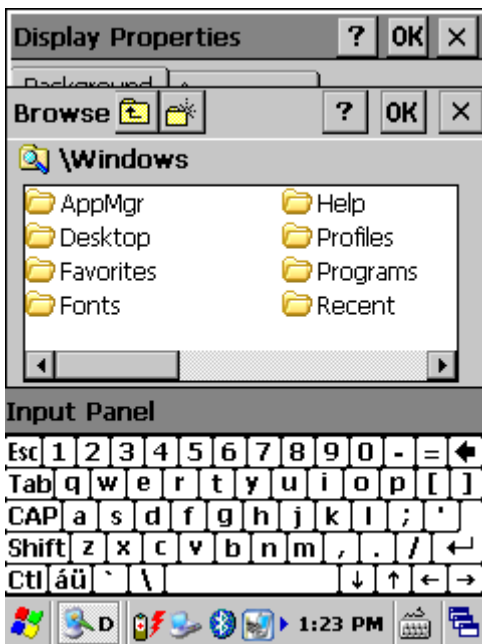 Display Properties ? OK ×
Background
Browse ? OK ×
\Windows
AppMgr Help
Desktop Profiles
Favorites Programs
Fonts Recent
Input Panel
Esc 1 2 3 4 5 6 7 8 9 0 - =
Tab q w e r t y u i o p [ ]
CAP a s d f g h j k l ; '
Shift z x c v b n m , . /
Ctl áü ` \ ↓ ↑ ← →
D 1:23 PM